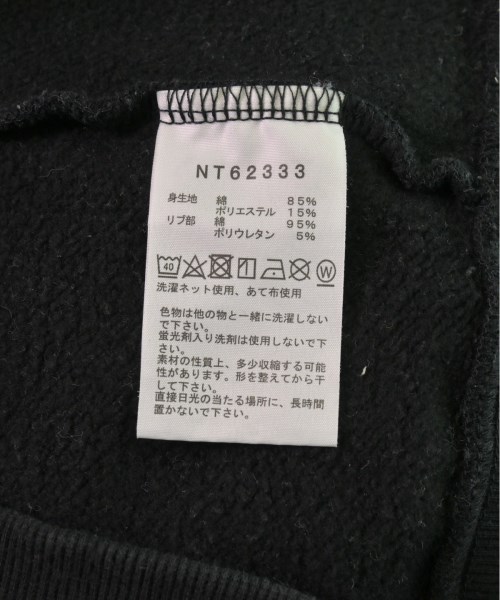 NT62333
身生地 綿 85%
ポリエステル 15%
リブ部 綿 95%
ポリウレタン 5%
40 W
洗濯ネット使用、あて布使用
色物は他の物と一緒に洗濯しない
で下さい。
蛍光剤入り洗剤は使用しないで下
さい。
素材の性質上、多少収縮する可能
性があります。形を整えてから干
して下さい。
直接日光の当たる場所に、長時間
置かないで下さい。